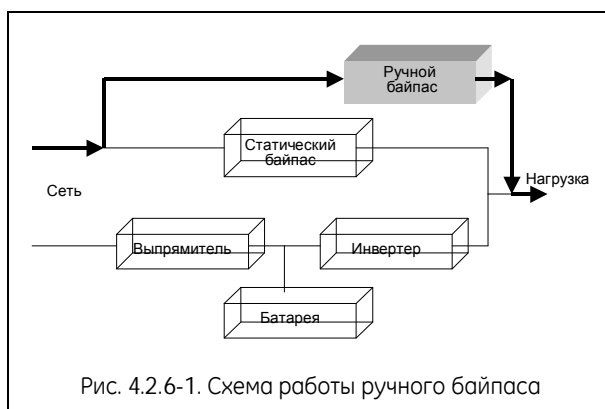 Ручной
байпас
Статический
байпас
Сеть
Нагрузка
Выпрямитель
Инвертер
Батарея
Рис. 4.2.6-1. Схема работы ручного байпаса